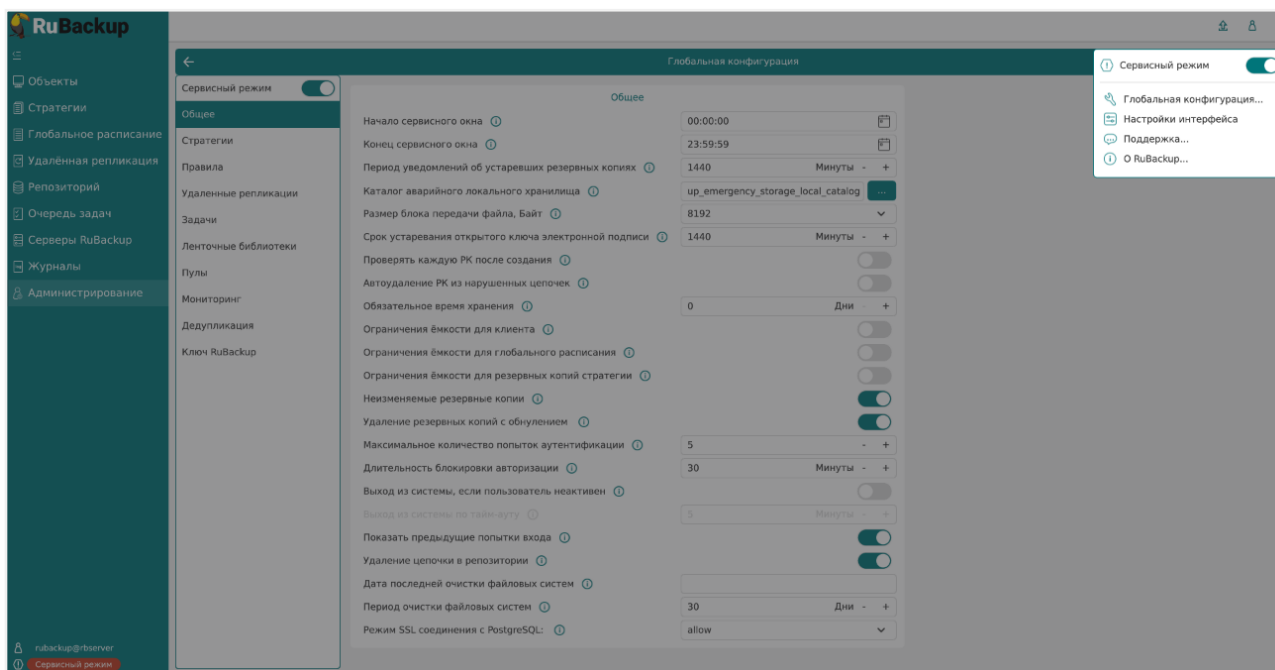 RuBackup
Объекты
Стратегии
Глобальное расписание
Удалённая репликация
Репозиторий
Очередь задач
Серверы RuBackup
Журналы
Администрирование
rubackup@rbserver
Сервисный режим
Глобальная конфигурация
Сервисный режим
Общее
Стратегии
Правила
Удаленные репликации
Задачи
Ленточные библиотеки
Пулы
Мониторинг
Дедупликация
Ключ RuBackup
Общее
Начало сервисного окна 00:00:00
Конец сервисного окна 23:59:59
Период уведомлений об устаревших резервных копиях 1440 Минуты - +
Каталог аварийного локального хранилища up_emergency_storage_local_catalog ...
Размер блока передачи файла, Байт 8192
Срок устаревания открытого ключа электронной подписи 1440 Минуты - +
Проверять каждую РК после создания
Автоудаление РК из нарушенных цепочек
Обязательное время хранения 0 Дни - +
Ограничения ёмкости для клиента
Ограничения ёмкости для глобального расписания
Ограничения ёмкости для резервных копий стратегии
Неизменяемые резервные копии
Удаление резервных копий с обнулением
Максимальное количество попыток аутентификации 5 - +
Длительность блокировки авторизации 30 Минуты - +
Выход из системы, если пользователь неактивен
Выход из системы по тайм-ауту 5 Минуты - +
Показать предыдущие попытки входа
Удаление цепочки в репозитории
Дата последней очистки файловых систем
Период очистки файловых систем 30 Дни - +
Режим SSL соединения с PostgreSQL: allow
Сервисный режим
Глобальная конфигурация...
Настройки интерфейса
Поддержка...
О RuBackup...